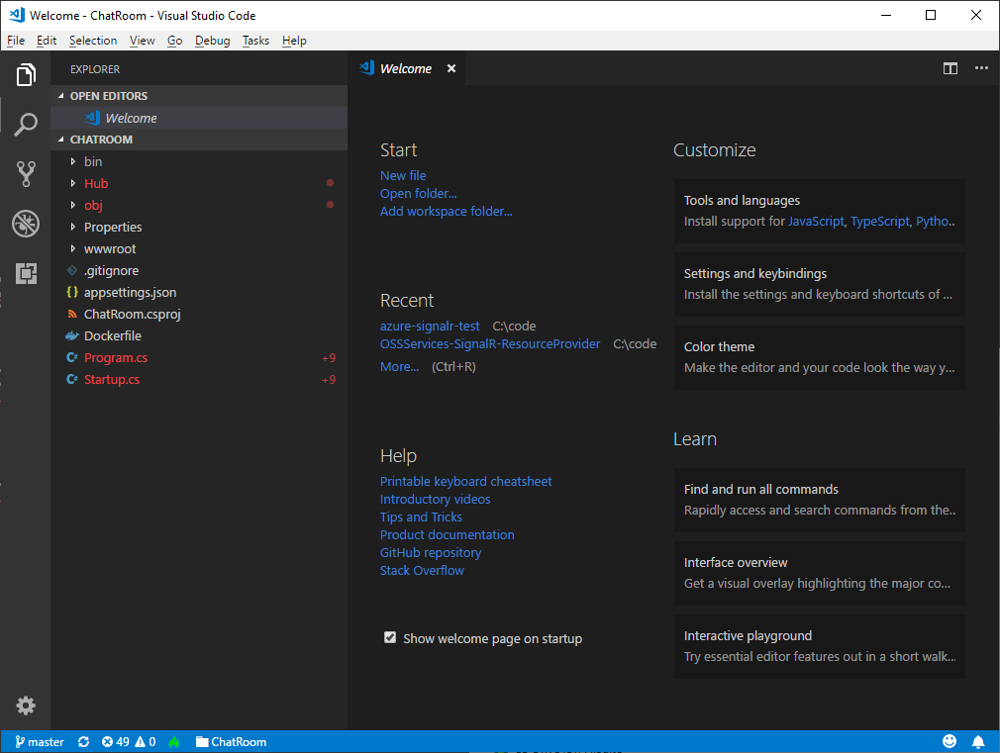 Welcome - ChatRoom - Visual Studio Code
File Edit Selection View Go Debug Tasks Help
EXPLORER
OPEN EDITORS
Welcome
CHATROOM
bin
Hub
obj
Properties
wwwroot
.gitignore
{} appsettings.json
ChatRoom.csproj
Dockerfile
C# Program.cs +9
C# Startup.cs +9
Welcome
Start
New file
Open folder...
Add workspace folder...
Recent
azure-signalr-test C:\code
OSSServices-SignalR-ResourceProvider C:\code
More... (Ctrl+R)
Help
Printable keyboard cheatsheet
Introductory videos
Tips and Tricks
Product documentation
GitHub repository
Stack Overflow
Show welcome page on startup
Customize
Tools and languages
Install support for JavaScript, TypeScript, Pytho..
Settings and keybindings
Install the settings and keyboard shortcuts of ...
Color theme
Make the editor and your code look the way y...
Learn
Find and run all commands
Rapidly access and search commands from the..
Interface overview
Get a visual overlay highlighting the major co...
Interactive playground
Try essential editor features out in a short walk...
master 49 0 ChatRoom